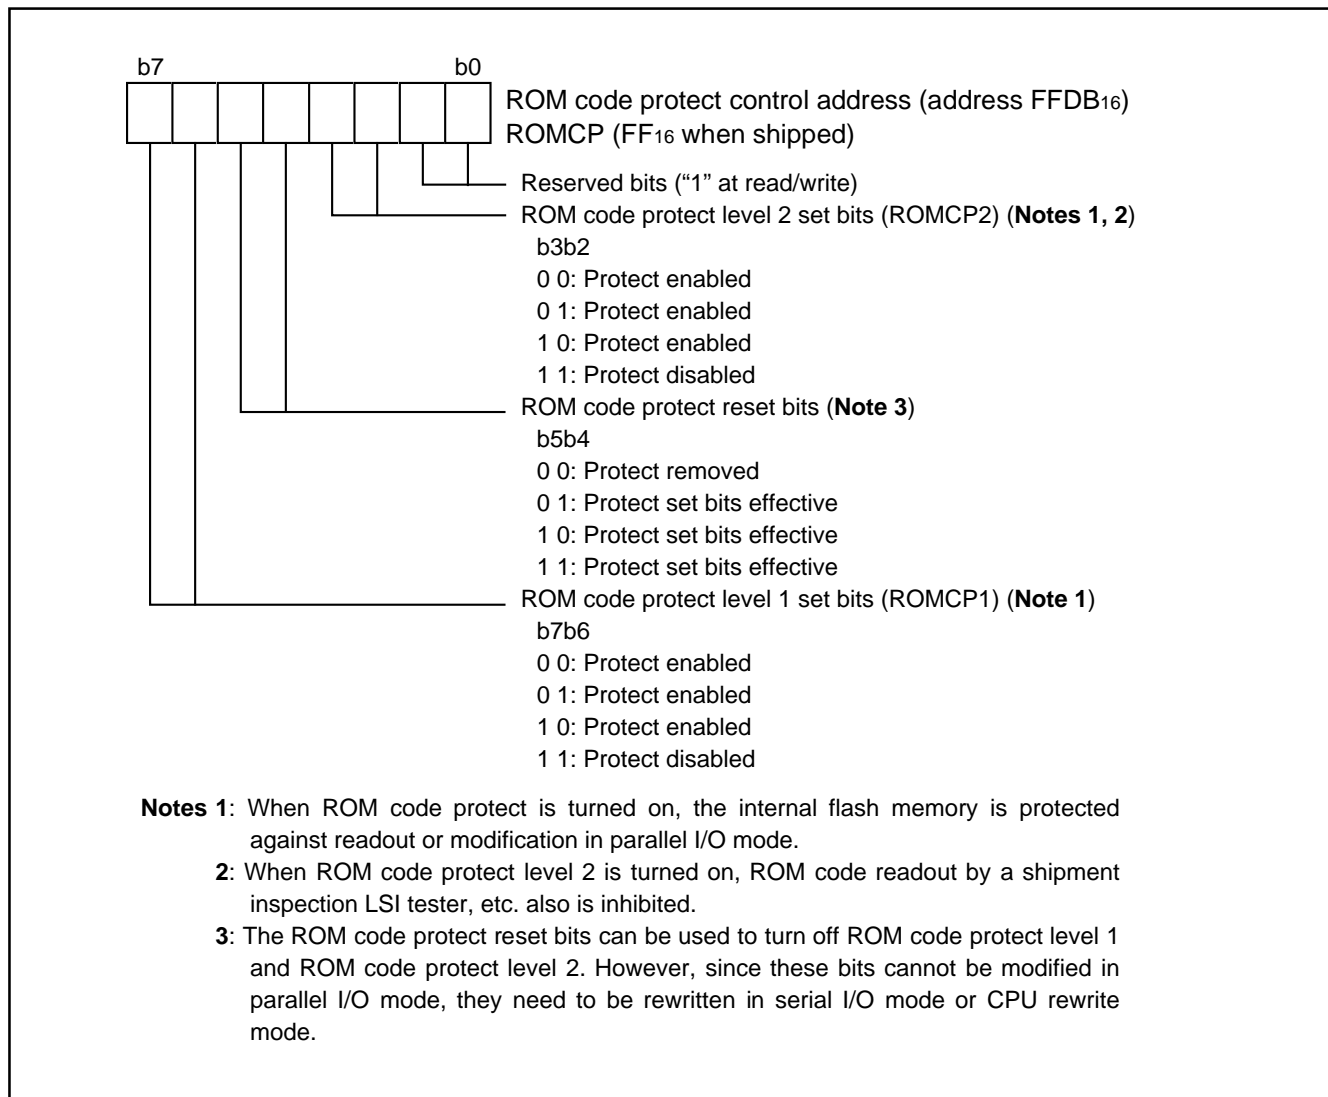 b7 b0
ROM code protect control address (address FFDB16)
ROMCP (FF16 when shipped)
Reserved bits (“1” at read/write)
ROM code protect level 2 set bits (ROMCP2) (Notes 1, 2)
b3b2
0 0: Protect enabled
0 1: Protect enabled
1 0: Protect enabled
1 1: Protect disabled
ROM code protect reset bits (Note 3)
b5b4
0 0: Protect removed
0 1: Protect set bits effective
1 0: Protect set bits effective
1 1: Protect set bits effective
ROM code protect level 1 set bits (ROMCP1) (Note 1)
b7b6
0 0: Protect enabled
0 1: Protect enabled
1 0: Protect enabled
1 1: Protect disabled
Notes 1: When ROM code protect is turned on, the internal flash memory is protected
against readout or modification in parallel I/O mode.
2: When ROM code protect level 2 is turned on, ROM code readout by a shipment
inspection LSI tester, etc. also is inhibited.
3: The ROM code protect reset bits can be used to turn off ROM code protect level 1
and ROM code protect level 2. However, since these bits cannot be modified in
parallel I/O mode, they need to be rewritten in serial I/O mode or CPU rewrite
mode.